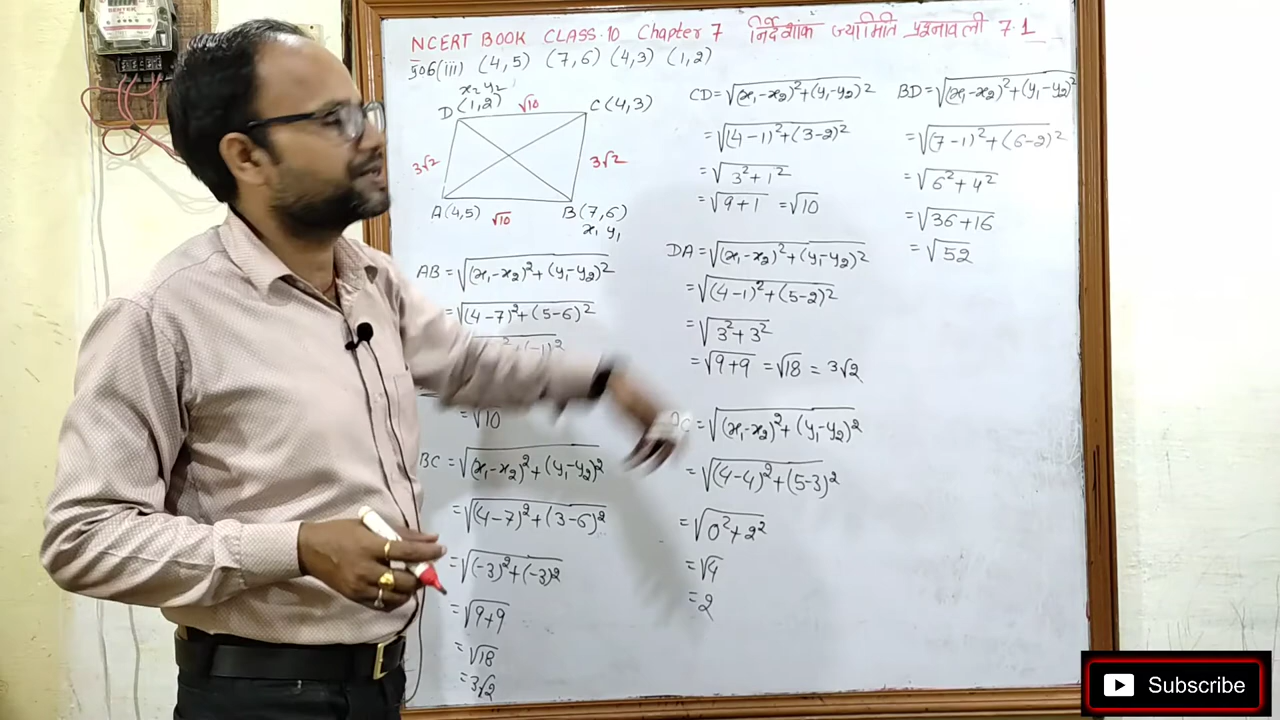 NCERT BOOK CLASS-10 Chapter 7 निर्देशांक ज्यामिति प्रश्नावली 7.1
प्र०6(iii) (4,5) (7,6) (4,3) (1,2)
x₂ y₂
D (1,2)
√10
C (4,3)
3√2
3√2
A (4,5)
√10
B (7,6)
x₁ y₁
AB = √(x₁-x₂)²+(y₁-y₂)²
= √(4-7)²+(5-6)²
²+(-1)²
= √10
BC = √(x₁-x₂)²+(y₁-y₂)²
= √(4-7)²+(3-6)²
= √(-3)²+(-3)²
= √9+9
= √18
= 3√2
CD = √(x₁-x₂)²+(y₁-y₂)²
= √(4-1)²+(3-2)²
= √3²+1²
= √9+1 = √10
DA = √(x₁-x₂)²+(y₁-y₂)²
= √(4-1)²+(5-2)²
= √3²+3²
= √9+9 = √18 = 3√2
C = √(x₁-x₂)²+(y₁-y₂)²
= √(4-4)²+(5-3)²
= √0²+2²
= √4
= 2
BD = √(x₁-x₂)²+(y₁-y₂)²
= √(7-1)²+(6-2)²
= √6²+4²
= √36+16
= √52
Subscribe